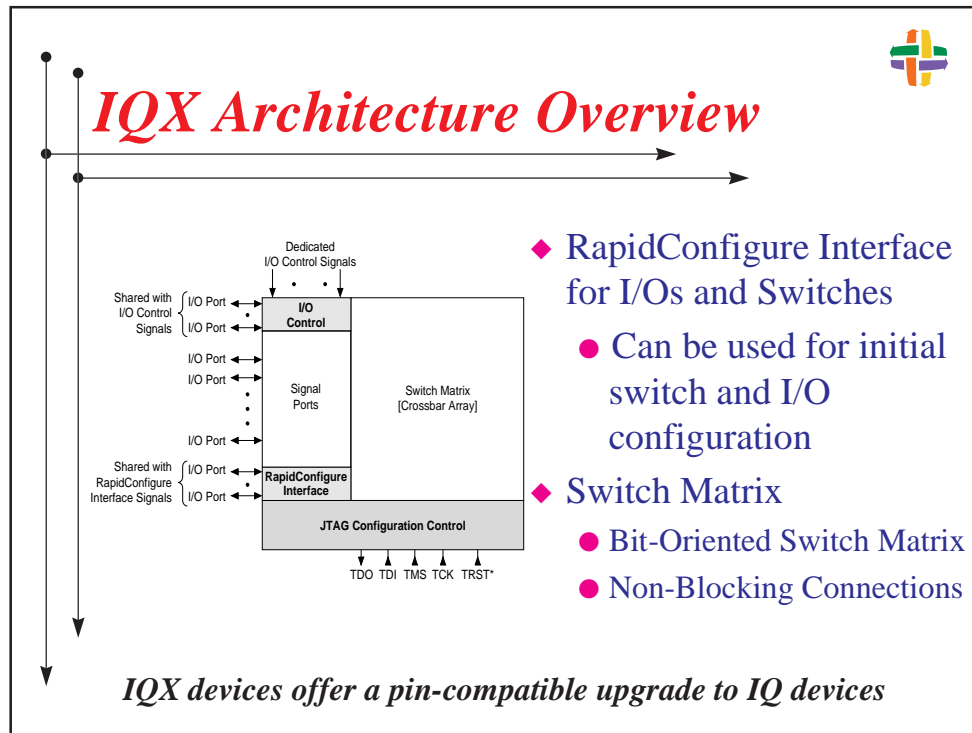 IQX Architecture Overview
Dedicated
I/O Control Signals
Shared with
I/O Control
Signals
I/O Port
I/O Port
I/O
Control
I/O Port
I/O Port
I/O Port
Signal
Ports
Switch Matrix
[Crossbar Array]
Shared with
RapidConfigure
Interface Signals
I/O Port
I/O Port
RapidConfigure
Interface
JTAG Configuration Control
TDO TDI TMS TCK TRST*
RapidConfigure Interface
for I/Os and Switches
Can be used for initial
switch and I/O
configuration
Switch Matrix
Bit-Oriented Switch Matrix
Non-Blocking Connections
IQX devices offer a pin-compatible upgrade to IQ devices